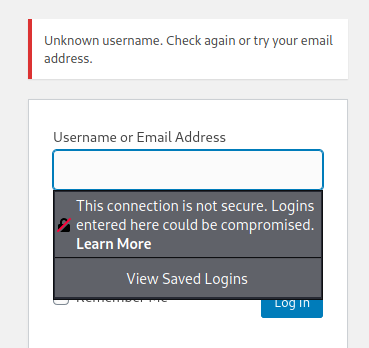 Unknown username. Check again or try your email
address.
Username or Email Address
This connection is not secure. Logins
entered here could be compromised.
Learn More
View Saved Logins
Remember Me
Log In